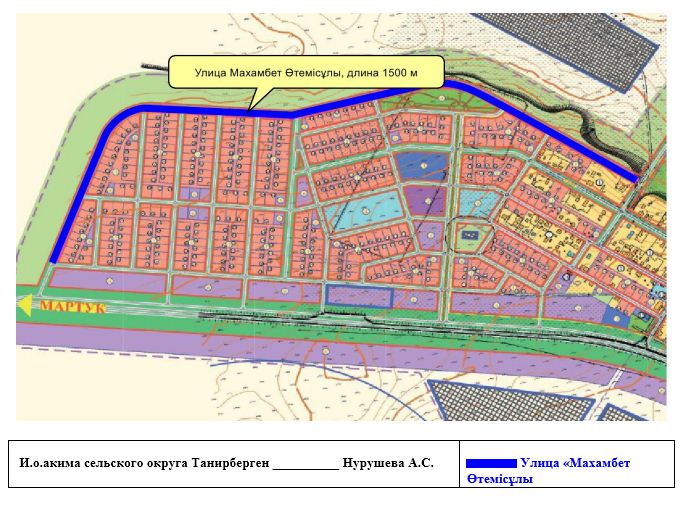 Улица Махамбет Өтемісұлы, длина 1500 м
МАРТУК
И.о.акима сельского округа Танирберген __________ Нурушева А.С.
Улица «Махамбет
Өтемісұлы